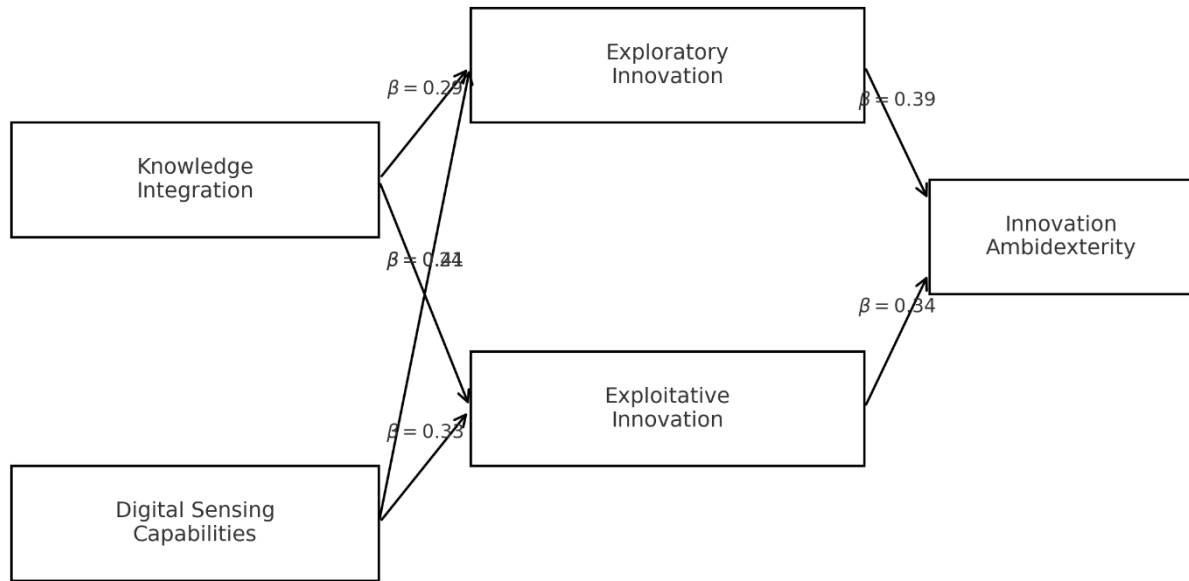 Exploratory
Innovation
β = 0.29
β = 0.39
Knowledge
Integration
Innovation
Ambidexterity
β = 0.34
Exploitative
Innovation
β = 0.33
Digital Sensing
Capabilities